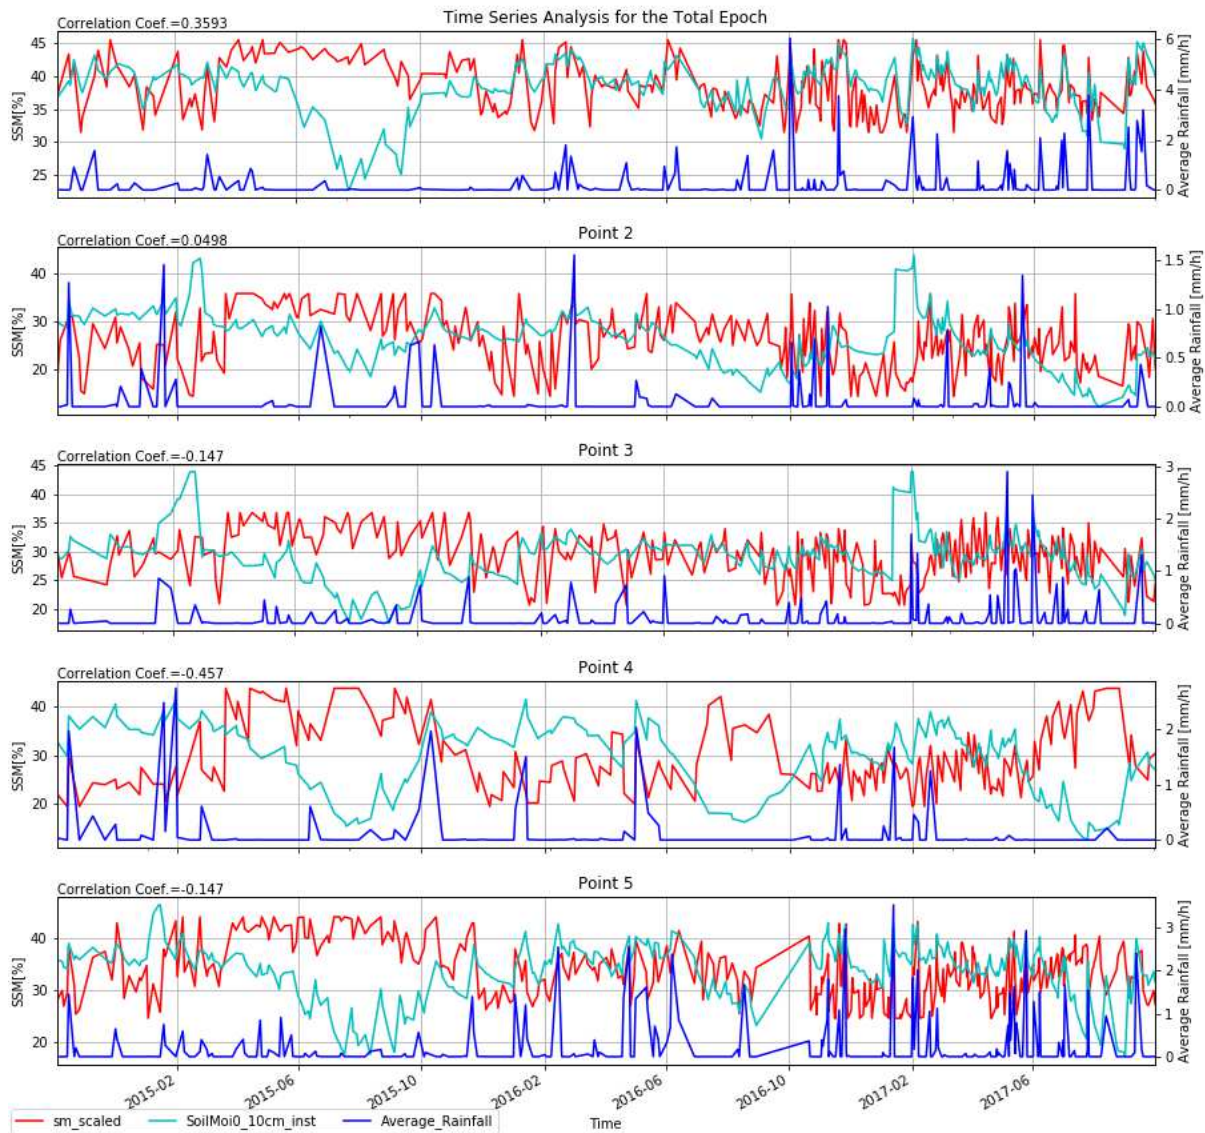 Time Series Analysis for the Total Epoch
Correlation Coef.=0.3593
45
40
35
30
25
SSM[%]
6
4
2
0
Average Rainfall [mm/h]
Point 2
Correlation Coef.=0.0498
40
30
20
SSM[%]
1.5
1.0
0.5
0.0
Average Rainfall [mm/h]
Point 3
Correlation Coef.=-0.147
45
40
35
30
25
20
SSM[%]
3
2
1
0
Average Rainfall [mm/h]
Point 4
Correlation Coef.=-0.457
40
30
20
SSM[%]
2
1
0
Average Rainfall [mm/h]
Point 5
Correlation Coef.=-0.147
40
30
20
SSM[%]
3
2
1
0
Average Rainfall [mm/h]
2015-02 2015-06 2015-10 2016-02 2016-06 2016-10 2017-02 2017-06
Time
sm_scaled SoilMoi0_10cm_inst Average_Rainfall